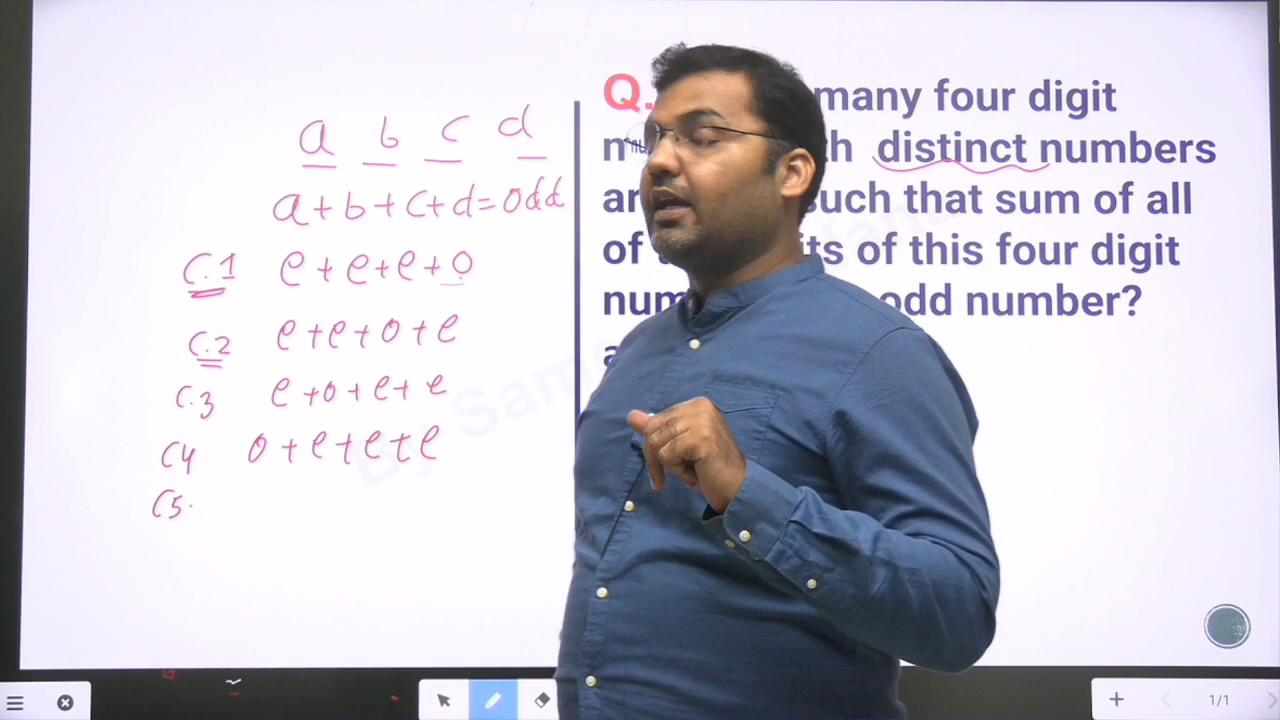 a b c d
a+b+c+d=odd
C.1 e+e+e+o
C.2 e+e+o+e
C.3 e+o+e+e
C4 o+e+e+e
C5.
Q. many four digit
distinct numbers
such that sum of all
of this four digit
odd number?
1/1